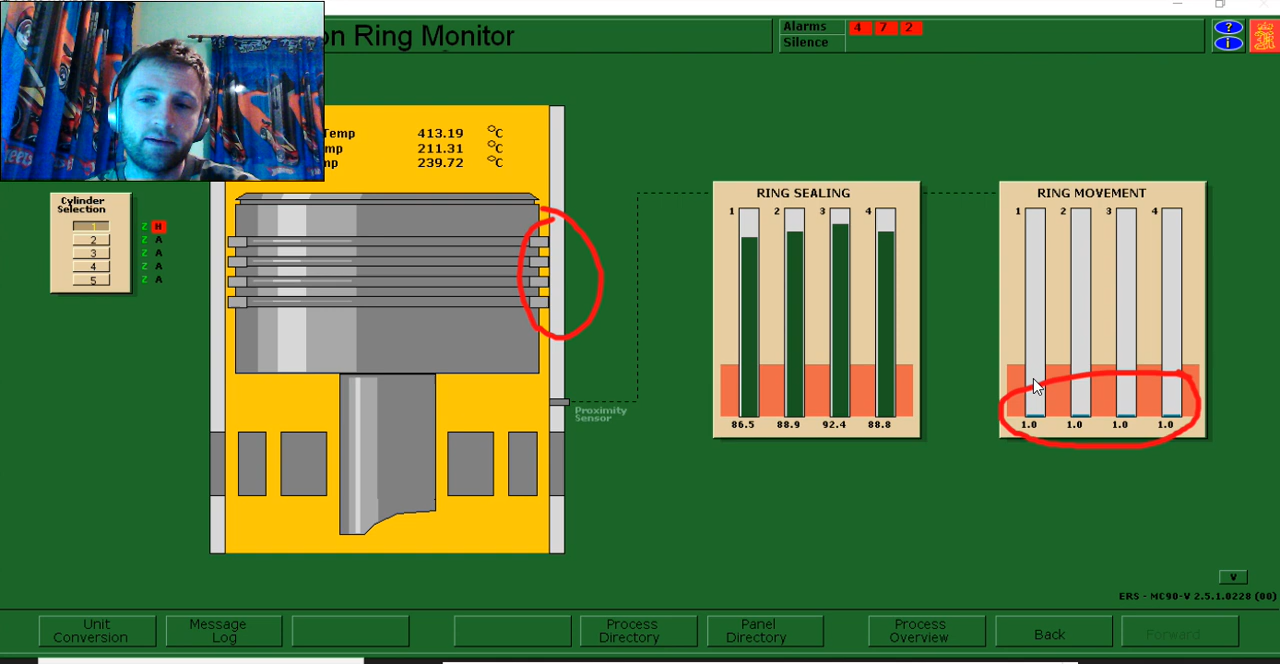 on Ring Monitor
Alarms 4 7 2
Silence
?
i
Temp 413.19 °C
mp 211.31 °C
mp 239.72 °C
Cylinder
Selection
1 Z H
2 Z A
3 Z A
4 Z A
5 Z A
Proximity
Sensor
RING SEALING
1 2 3 4
86.5 88.9 92.4 88.8
RING MOVEMENT
1 2 3 4
1.0 1.0 1.0 1.0
V
ERS - MC90-V 2.5.1.0228 (00)
Unit
Conversion
Message
Log
Process
Directory
Panel
Directory
Process
Overview
Back
Forward